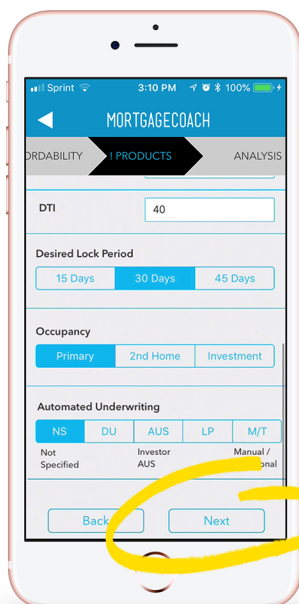 Sprint 3:10 PM 100%
MORTGAGECOACH
ORDABILITY ! PRODUCTS ANALYSIS
DTI 40
Desired Lock Period
15 Days 30 Days 45 Days
Occupancy
Primary 2nd Home Investment
Automated Underwriting
NS DU AUS LP M/T
Not Investor Manual /
Specified AUS onal
Back Next